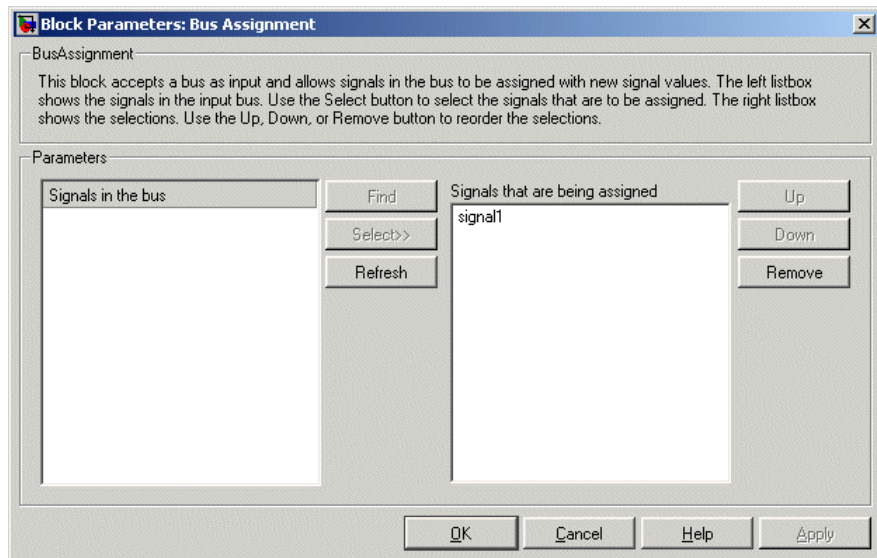 Block Parameters: Bus Assignment
BusAssignment
This block accepts a bus as input and allows signals in the bus to be assigned with new signal values. The left listbox
shows the signals in the input bus. Use the Select button to select the signals that are to be assigned. The right listbox
shows the selections. Use the Up, Down, or Remove button to reorder the selections.
Parameters
Signals in the bus
Find
Select>>
Refresh
Signals that are being assigned
signal1
Up
Down
Remove
OK
Cancel
Help
Apply